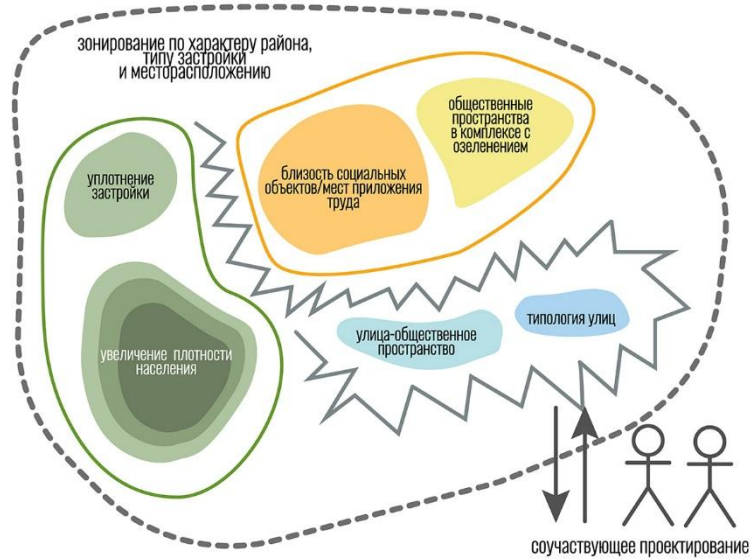 зонирование по характеру района,
типу застройки
и месторасположению
общественные
пространства
в комплексе с
озеленением
близость социальных
объектов/мест приложения
труда
уплотнение
застройки
увеличение плотности
населения
улица-общественное
пространство
типология улиц
соучаствующее проектирование